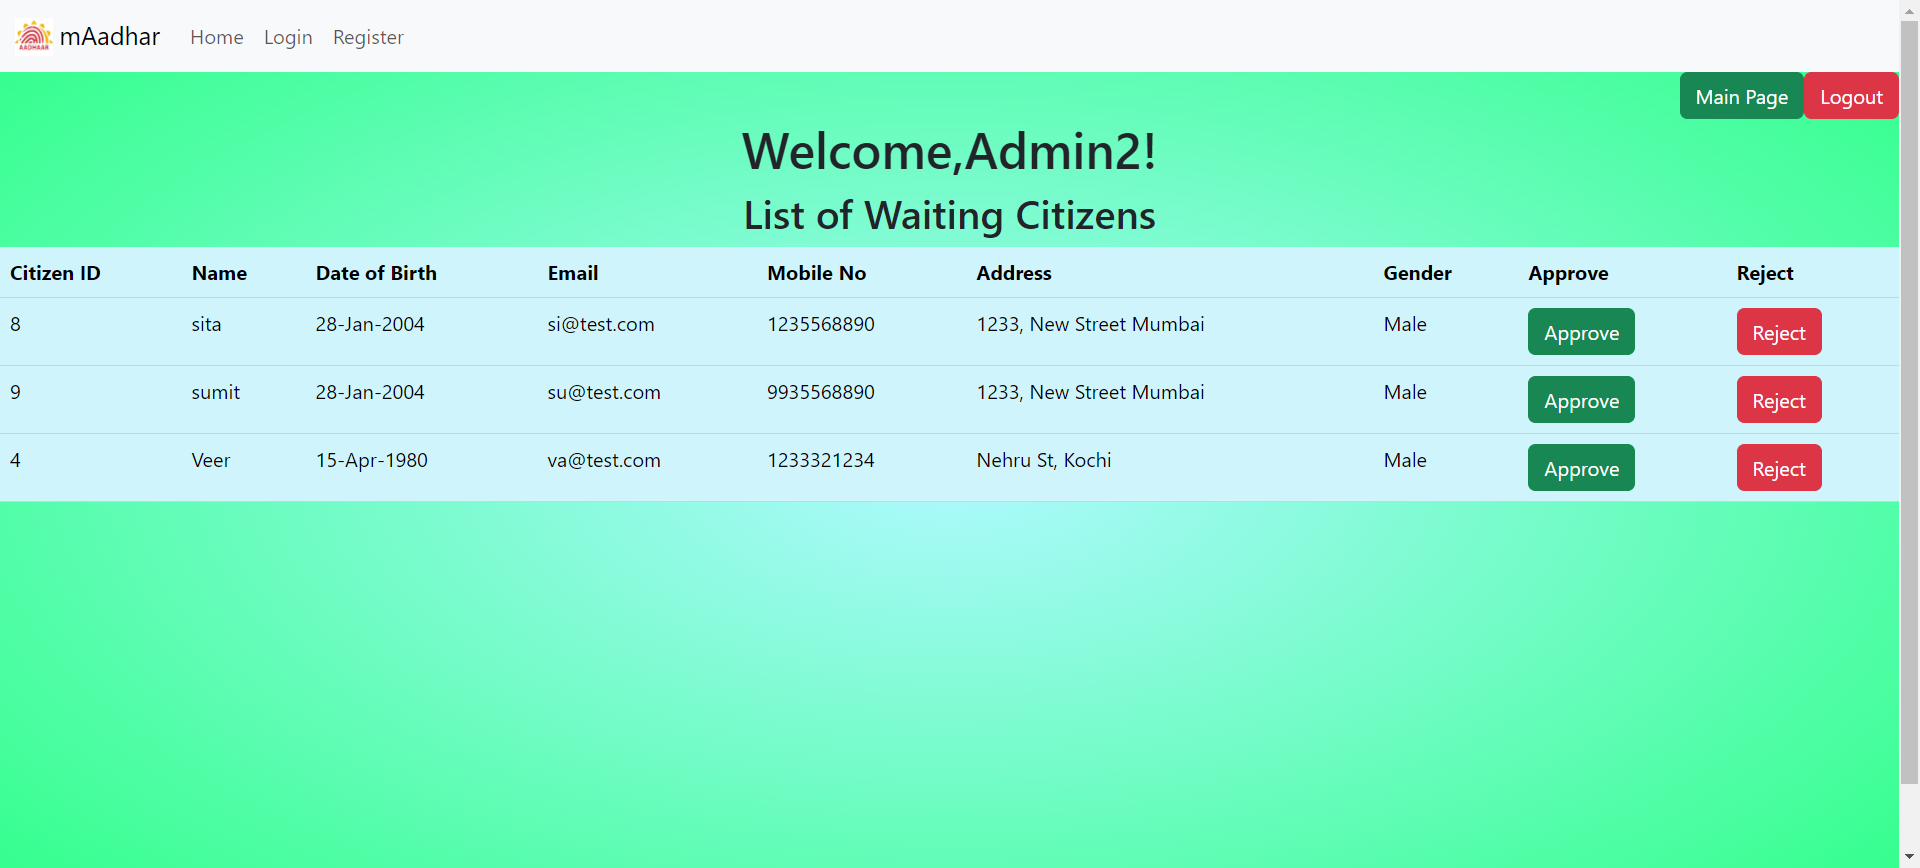 AADHAAR
mAadhar Home Login Register
Main Page Logout
Welcome,Admin2!
List of Waiting Citizens
Citizen ID Name Date of Birth Email Mobile No Address Gender Approve Reject
8 sita 28-Jan-2004 si@test.com 1235568890 1233, New Street Mumbai Male Approve Reject
9 sumit 28-Jan-2004 su@test.com 9935568890 1233, New Street Mumbai Male Approve Reject
4 Veer 15-Apr-1980 va@test.com 1233321234 Nehru St, Kochi Male Approve Reject